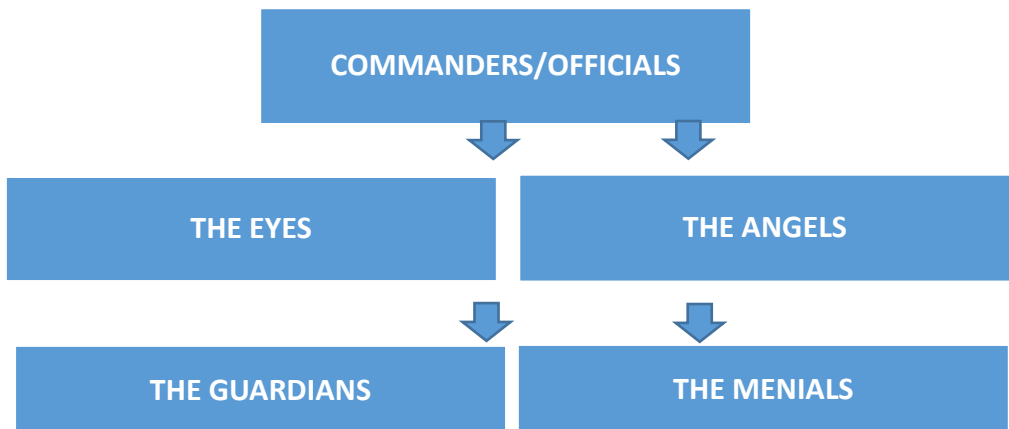 COMMANDERS/OFFICIALS
THE EYES
THE ANGELS
THE GUARDIANS
THE MENIALS